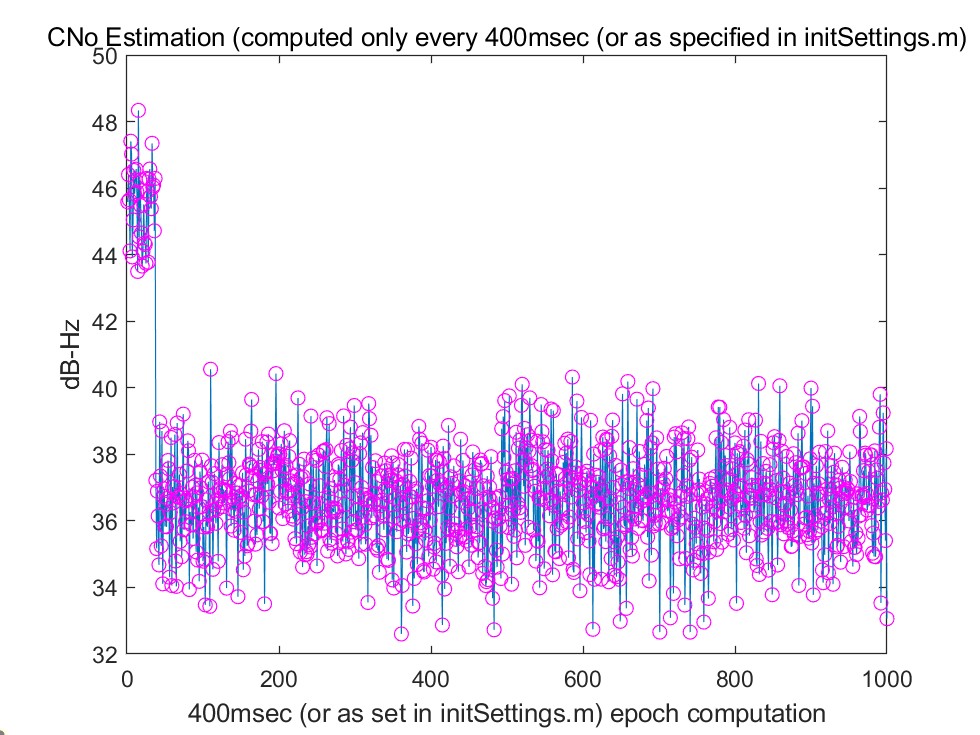 CNo Estimation (computed only every 400msec (or as specified in initSettings.m)
50
48
46
44
42
40
38
36
34
32
dB-Hz
0 200 400 600 800 1000
400msec (or as set in initSettings.m) epoch computation